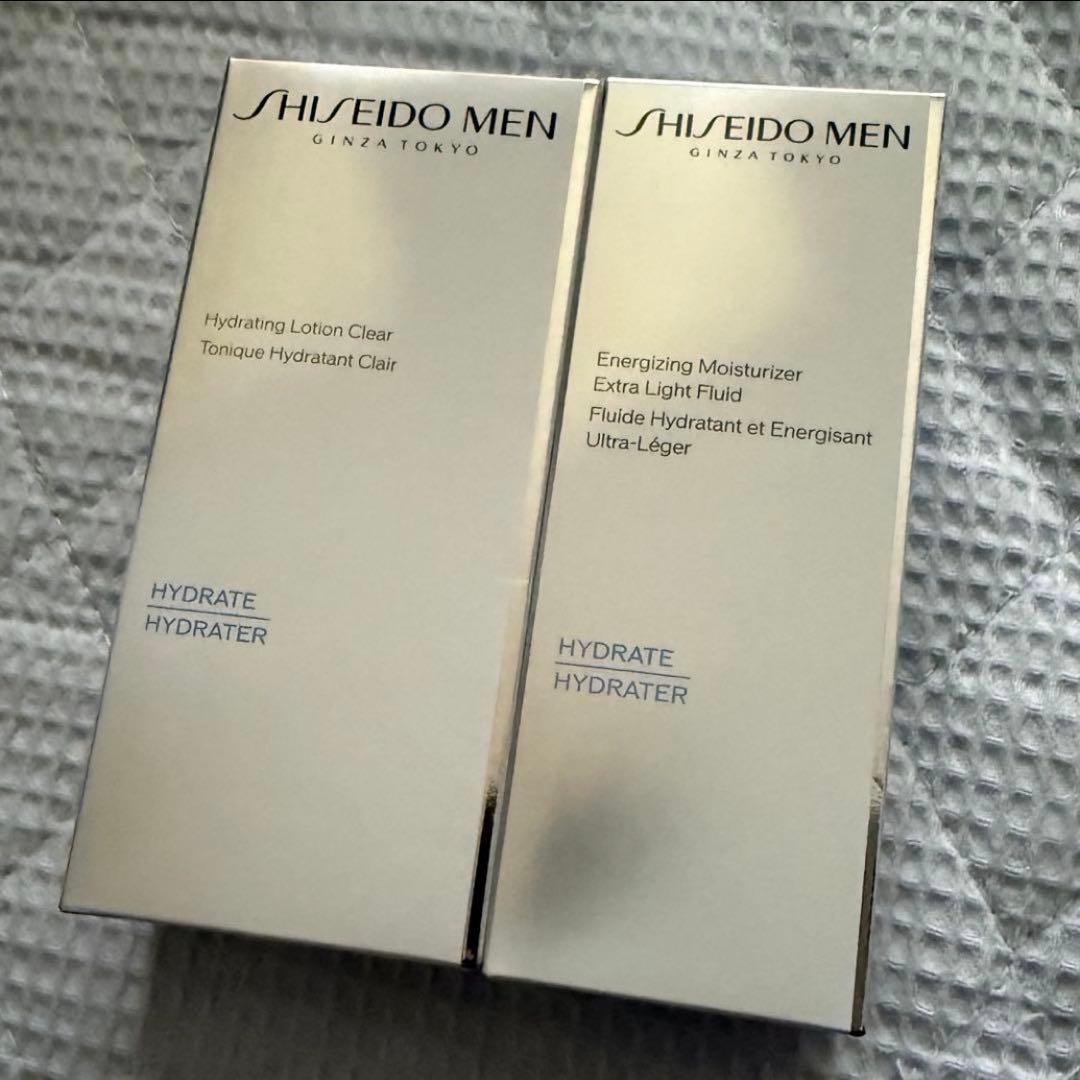 SHISEIDO MEN
GINZA TOKYO
Hydrating Lotion Clear
Tonique Hydratant Clair
HYDRATE
HYDRATER
SHISEIDO MEN
GINZA TOKYO
Energizing Moisturizer
Extra Light Fluid
Fluide Hydratant et Energisant
Ultra-Léger
HYDRATE
HYDRATER